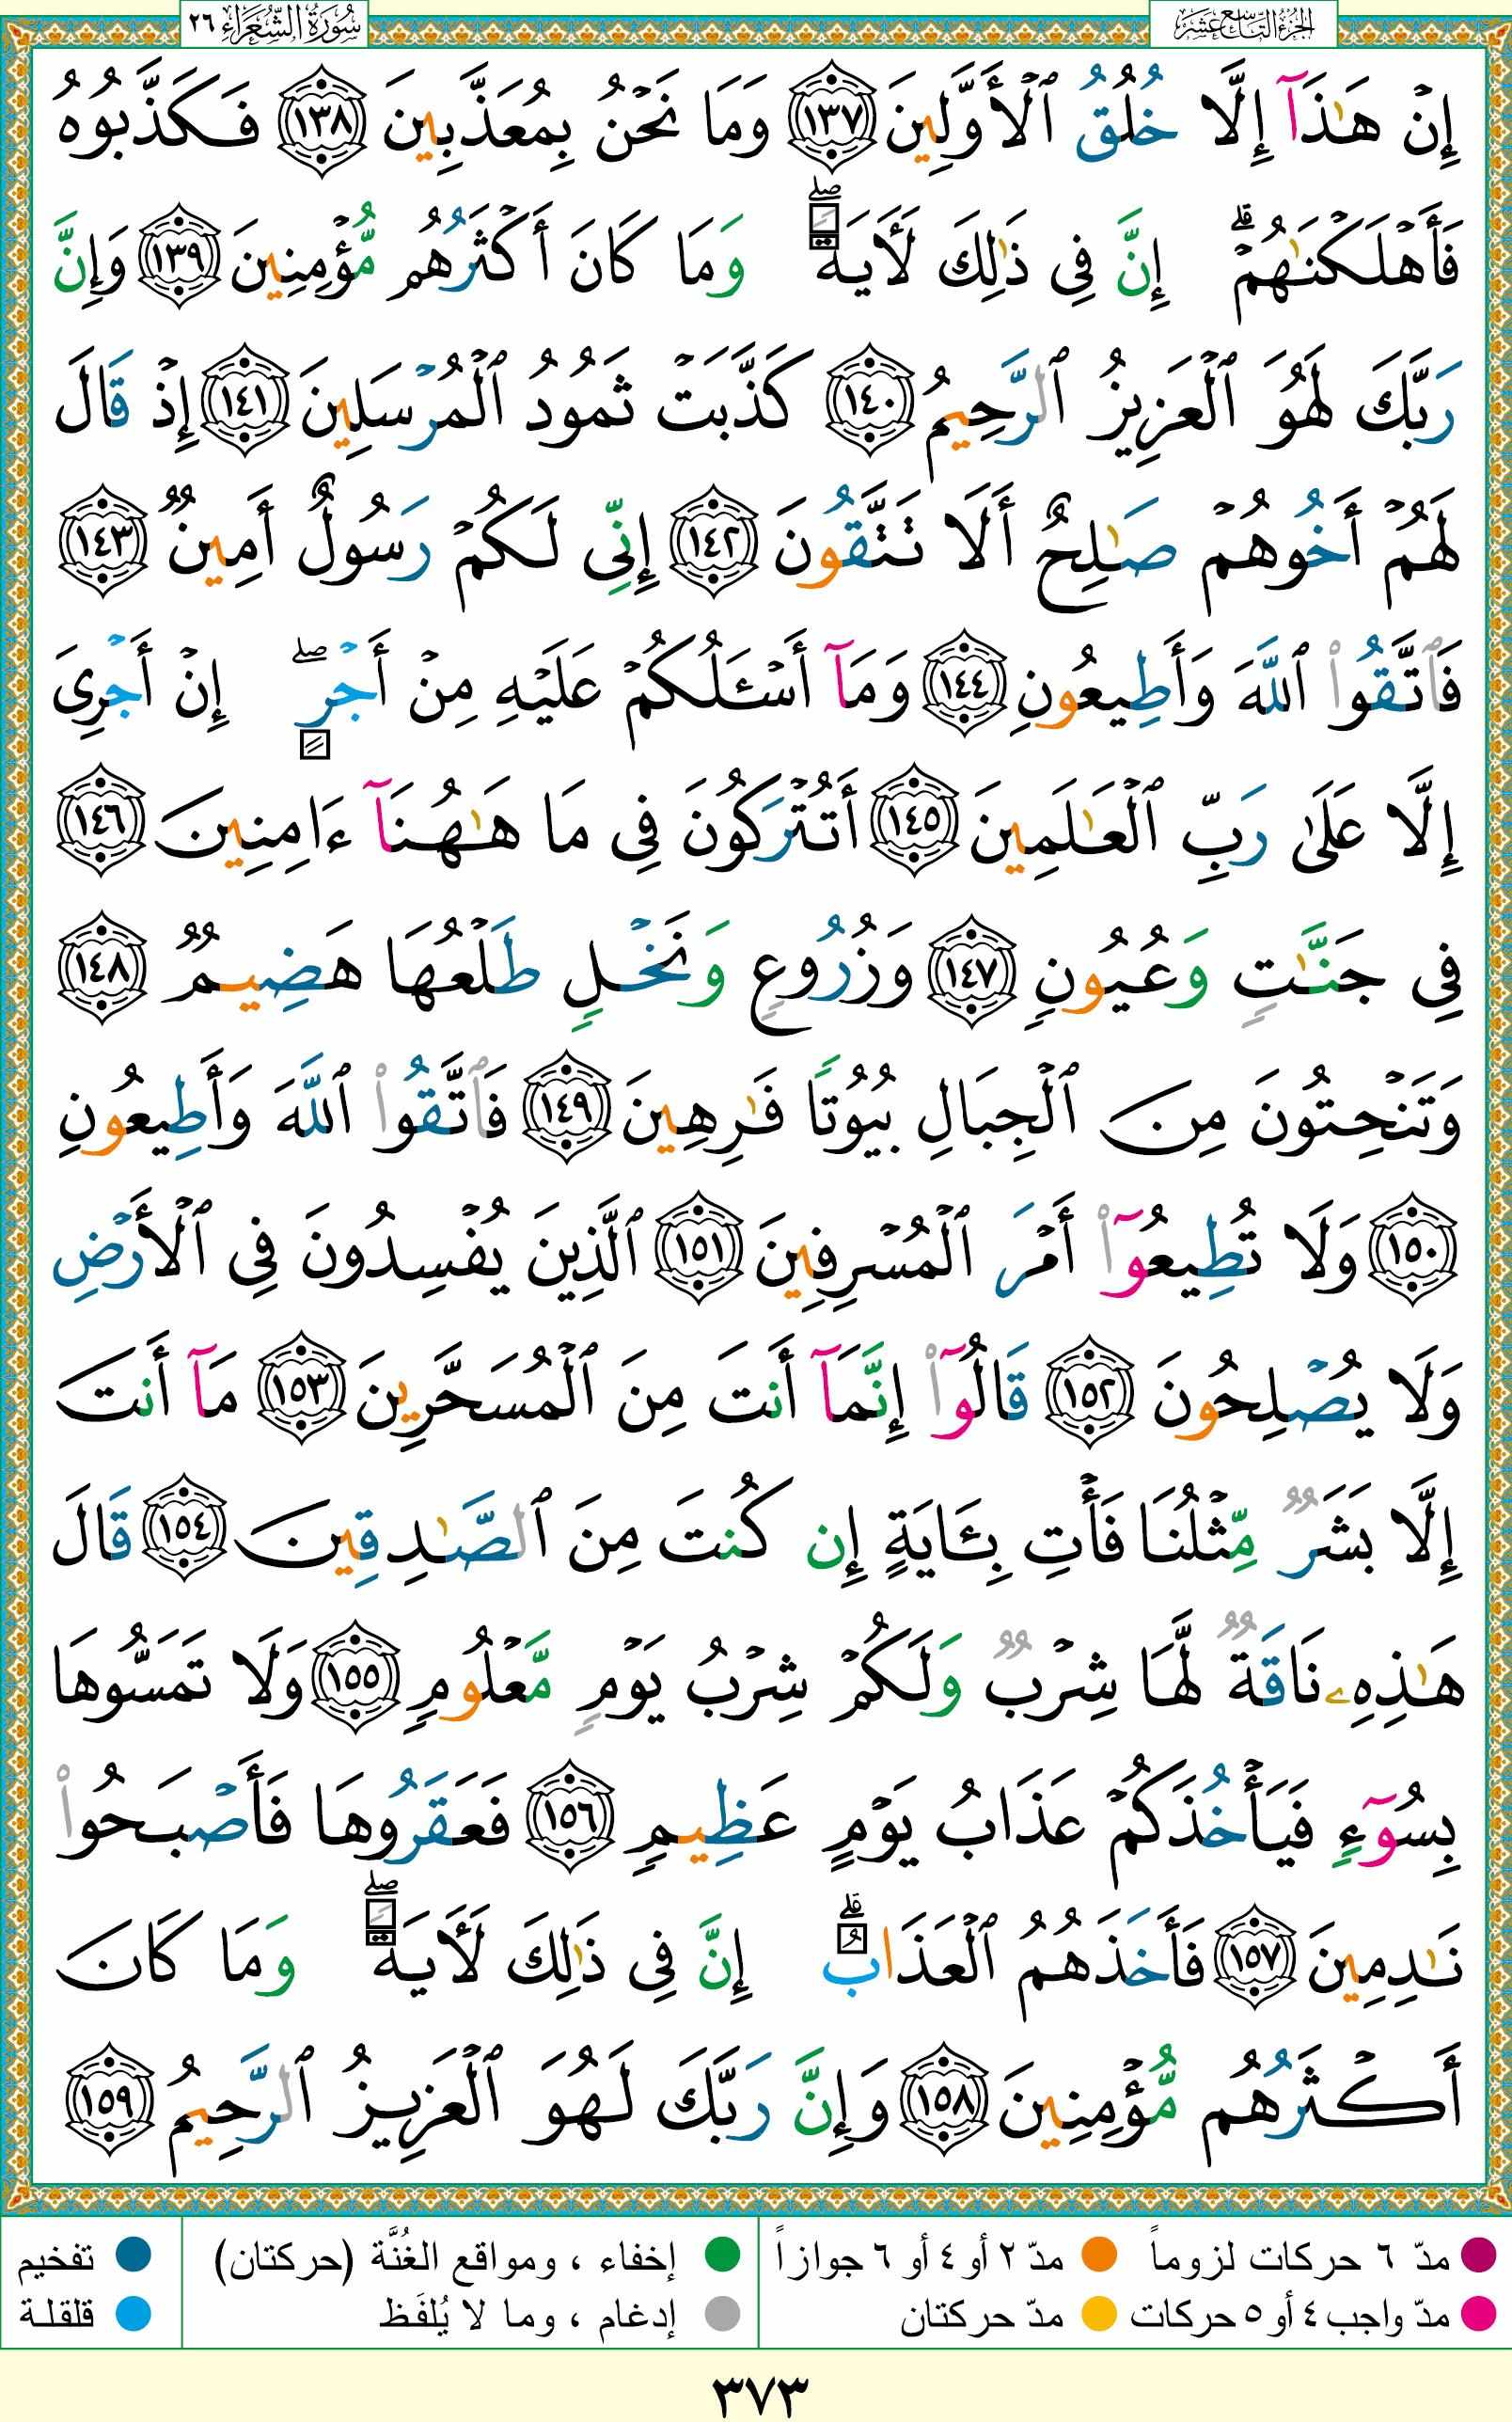 الجزء التاسع عشر
سورة الشعراء ٢٦
إِنْ هَـٰذَآ إِلَّا خُلُقُ ٱلْأَوَّلِينَ ١٣٧ وَمَا نَحْنُ بِمُعَذَّبِينَ ١٣٨ فَكَذَّبُوهُ
فَأَهْلَكْنَـٰهُمْ ۗ إِنَّ فِى ذَٰلِكَ لَـَٔايَةً ۖ وَمَا كَانَ أَكْثَرُهُم مُّؤْمِنِينَ ١٣٩ وَإِنَّ
رَبَّكَ لَهُوَ ٱلْعَزِيزُ ٱلرَّحِيمُ ١٤٠ كَذَّبَتْ ثَمُودُ ٱلْمُرْسَلِينَ ١٤١ إِذْ قَالَ
لَهُمْ أَخُوهُمْ صَـٰلِحٌ أَلَا تَتَّقُونَ ١٤٢ إِنِّى لَكُمْ رَسُولٌ أَمِينٌ ١٤٣
فَٱتَّقُوا۟ ٱللَّهَ وَأَطِيعُونِ ١٤٤ وَمَآ أَسْـَٔلُكُمْ عَلَيْهِ مِنْ أَجْرٍ ۖ إِنْ أَجْرِىَ
إِلَّا عَلَىٰ رَبِّ ٱلْعَـٰلَمِينَ ١٤٥ أَتُتْرَكُونَ فِى مَا هَـٰهُنَآ ءَامِنِينَ ١٤٦
فِى جَنَّـٰتٍ وَعُيُونٍ ١٤٧ وَزُرُوعٍ وَنَخْلٍ طَلْعُهَا هَضِيمٌ ١٤٨
وَتَنْحِتُونَ مِنَ ٱلْجِبَالِ بُيُوتًا فَـٰرِهِينَ ١٤٩ فَٱتَّقُوا۟ ٱللَّهَ وَأَطِيعُونِ
١٥٠ وَلَا تُطِيعُوٓا۟ أَمْرَ ٱلْمُسْرِفِينَ ١٥١ ٱلَّذِينَ يُفْسِدُونَ فِى ٱلْأَرْضِ
وَلَا يُصْلِحُونَ ١٥٢ قَالُوٓا۟ إِنَّمَآ أَنتَ مِنَ ٱلْمُسَحَّرِينَ ١٥٣ مَآ أَنتَ
إِلَّا بَشَرٌ مِّثْلُنَا فَأْتِ بِـَٔايَةٍ إِن كُنتَ مِنَ ٱلصَّـٰدِقِينَ ١٥٤ قَالَ
هَـٰذِهِۦ نَاقَةٌ لَّهَا شِرْبٌ وَلَكُمْ شِرْبُ يَوْمٍ مَّعْلُومٍ ١٥٥ وَلَا تَمَسُّوهَا
بِسُوٓءٍ فَيَأْخُذَكُمْ عَذَابُ يَوْمٍ عَظِيمٍ ١٥٦ فَعَقَرُوهَا فَأَصْبَحُوا۟
نَـٰدِمِينَ ١٥٧ فَأَخَذَهُمُ ٱلْعَذَابُ ۗ إِنَّ فِى ذَٰلِكَ لَـَٔايَةً ۖ وَمَا كَانَ
أَكْثَرُهُم مُّؤْمِنِينَ ١٥٨ وَإِنَّ رَبَّكَ لَهُوَ ٱلْعَزِيزُ ٱلرَّحِيمُ ١٥٩
مدّ ٦ حركات لزوماً مدّ ٢ أو ٤ أو ٦ جوازاً إخفاء ، ومواقع الغُنَّة (حركتان) تفخيم
مدّ واجب ٤ أو ٥ حركات مدّ حركتان إدغام ، وما لا يُلفَظ قلقلة
٣٧٣